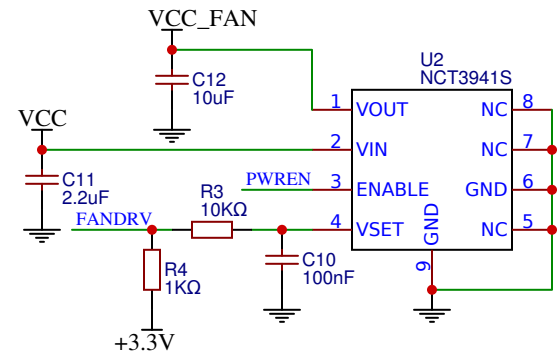 VCC_FAN
U2
NCT3941S
C12
10uF
1 VOUT NC 8
VCC
2 VIN NC 7
C11
2.2uF
PWREN 3 ENABLE GND 6
R3
10KΩ
FANDRV 4 VSET GND NC 5
C10
100nF
9
R4
1KΩ
+3.3V